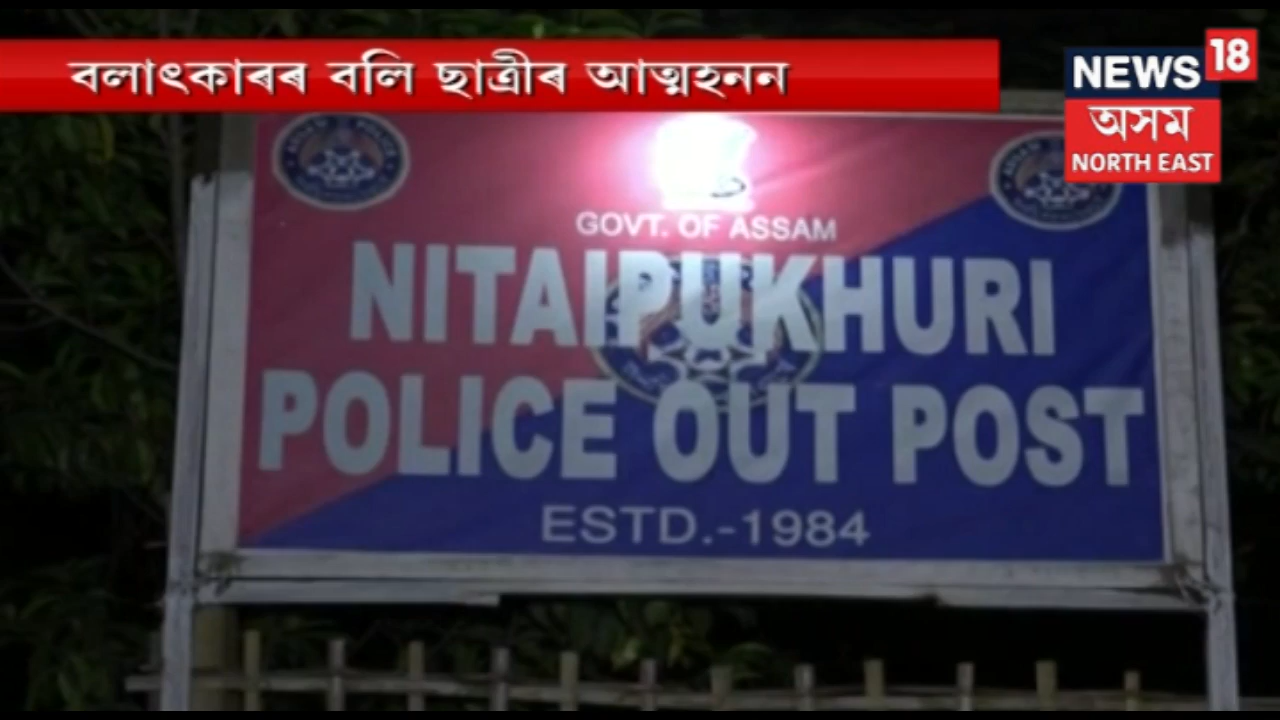 বলাৎকাৰৰ বলি ছাত্ৰীৰ আত্মহনন
NEWS 18
অসম
NORTH EAST
GOVT. OF ASSAM
NITAIPUKHURI
POLICE OUT POST
ESTD.-1984